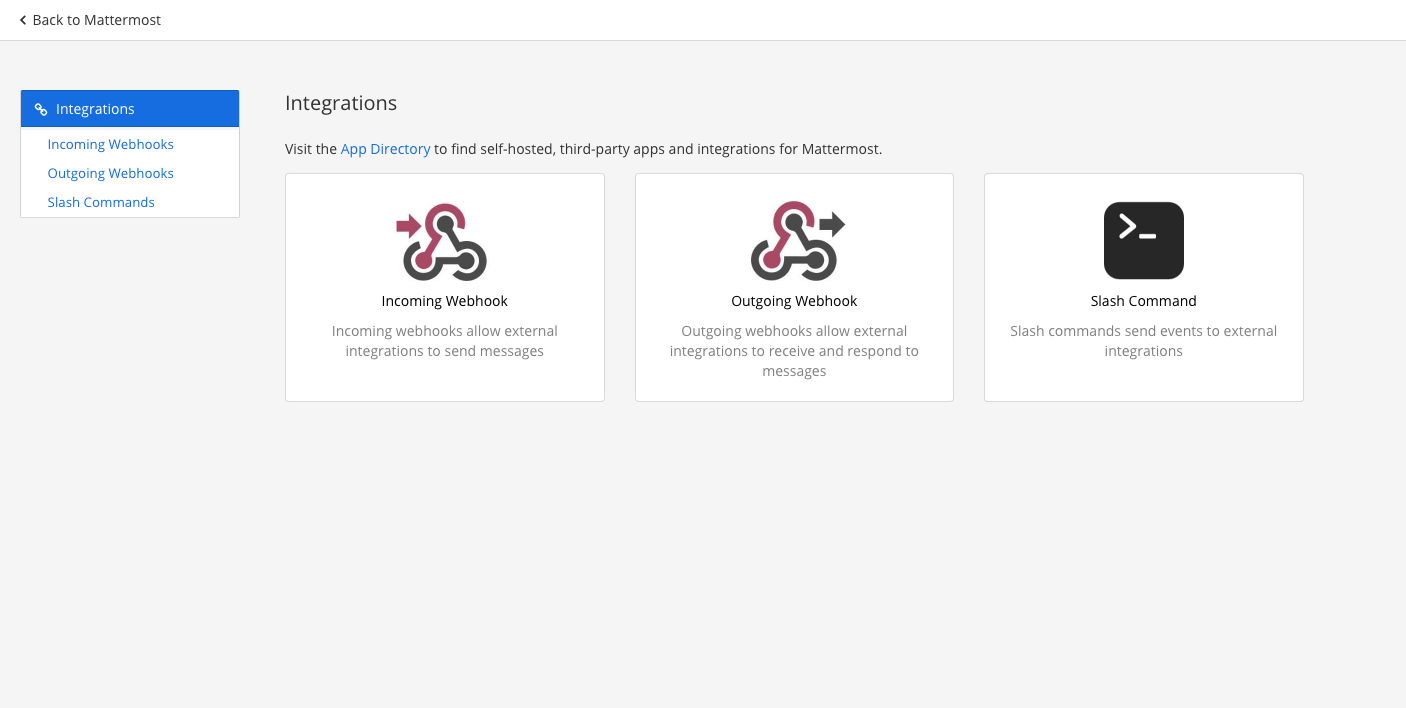 Back to Mattermost
Integrations
Incoming Webhooks
Outgoing Webhooks
Slash Commands
Integrations
Visit the App Directory to find self-hosted, third-party apps and integrations for Mattermost.
Incoming Webhook
Incoming webhooks allow external
integrations to send messages
Outgoing Webhook
Outgoing webhooks allow external
integrations to receive and respond to
messages
Slash Command
Slash commands send events to external
integrations